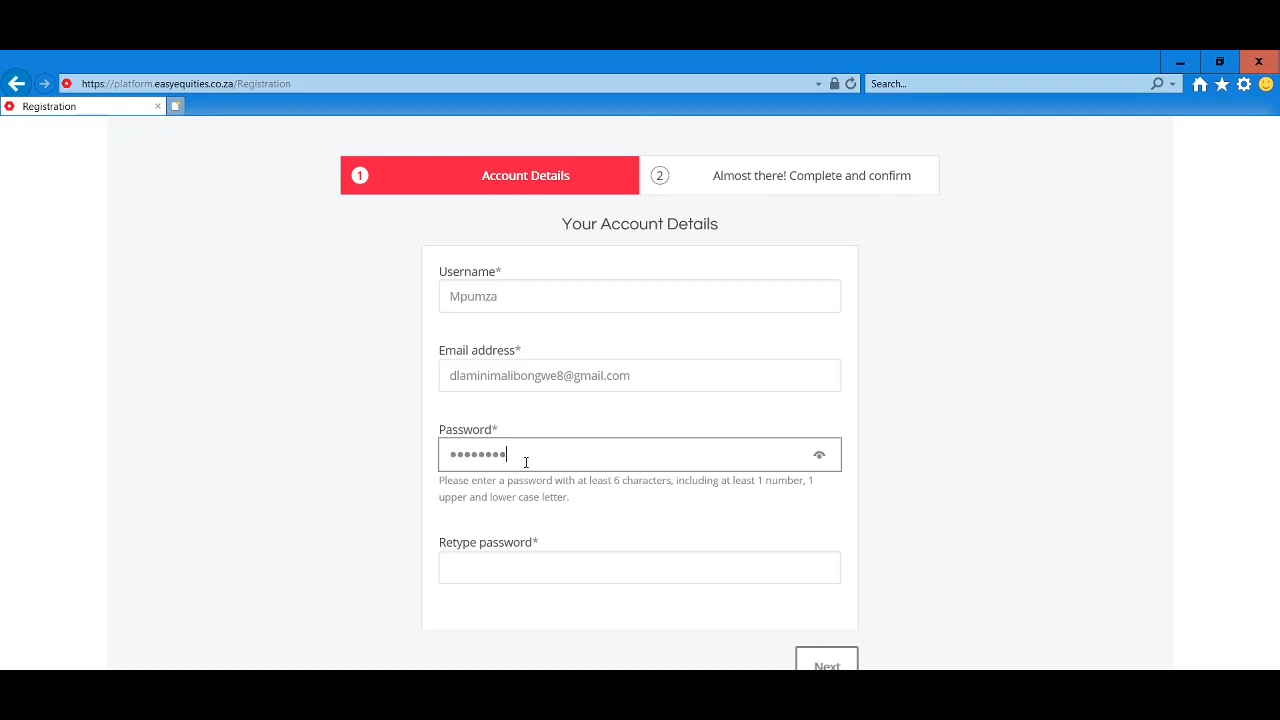 https://platform.easyequities.co.za/Registration
Search...
Registration
1 Account Details
2 Almost there! Complete and confirm
Your Account Details
Username*
Mpumza
Email address*
dlaminimalibongwe8@gmail.com
Password*
••••••••
Please enter a password with at least 6 characters, including at least 1 number, 1
upper and lower case letter.
Retype password*
Next